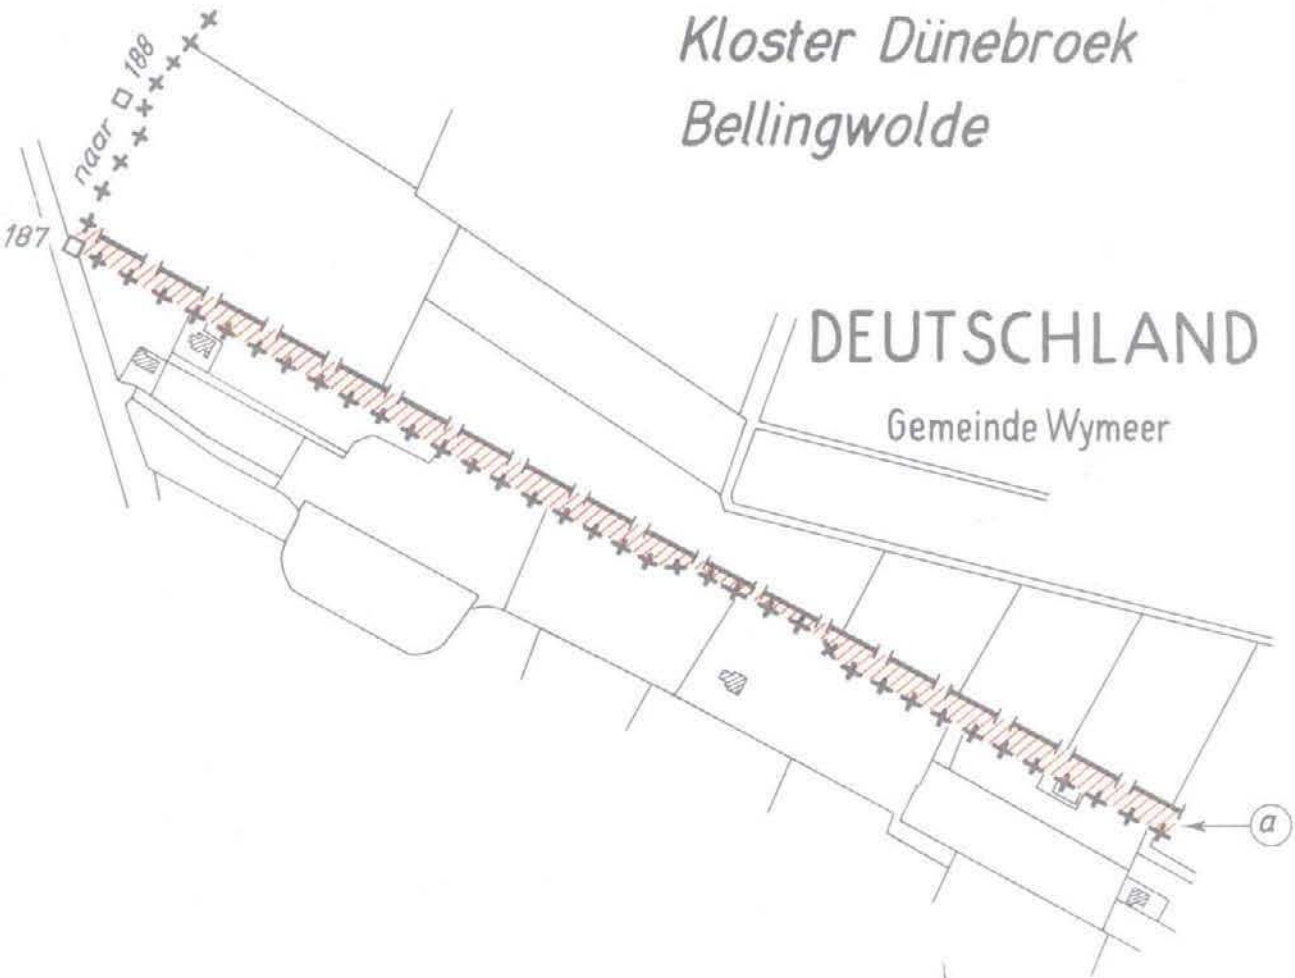 Kloster Dünebroek
Bellingwolde
naar 188
187
DEUTSCHLAND
Gemeinde Wymeer
a